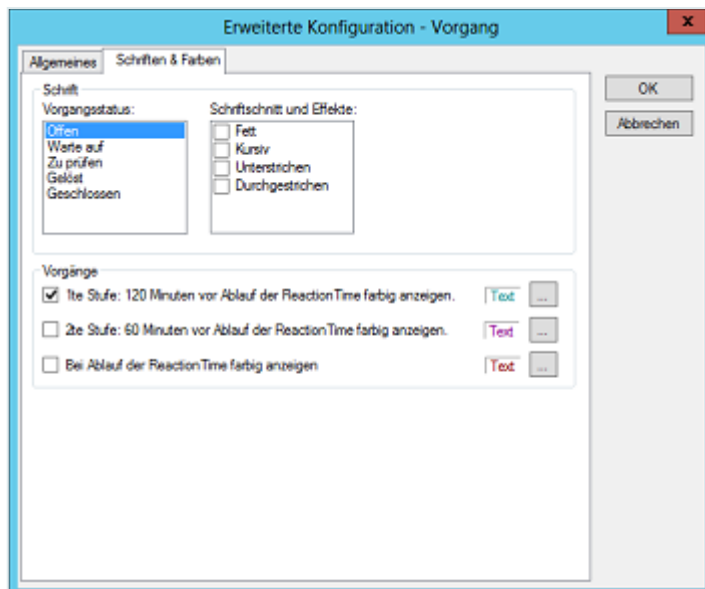 Erweiterte Konfiguration - Vorgang
x
Allgemeines Schriften & Farben
OK
Abbrechen
Schrift
Vorgangsstatus: Schriftschnitt und Effekte:
Offen Fett
Warte auf Kursiv
Zu prüfen Unterstrichen
Gelöst Durchgestrichen
Geschlossen
Vorgänge
1te Stufe: 120 Minuten vor Ablauf der ReactionTime farbig anzeigen. Text ...
2te Stufe: 60 Minuten vor Ablauf der ReactionTime farbig anzeigen. Text ...
Bei Ablauf der ReactionTime farbig anzeigen Text ...